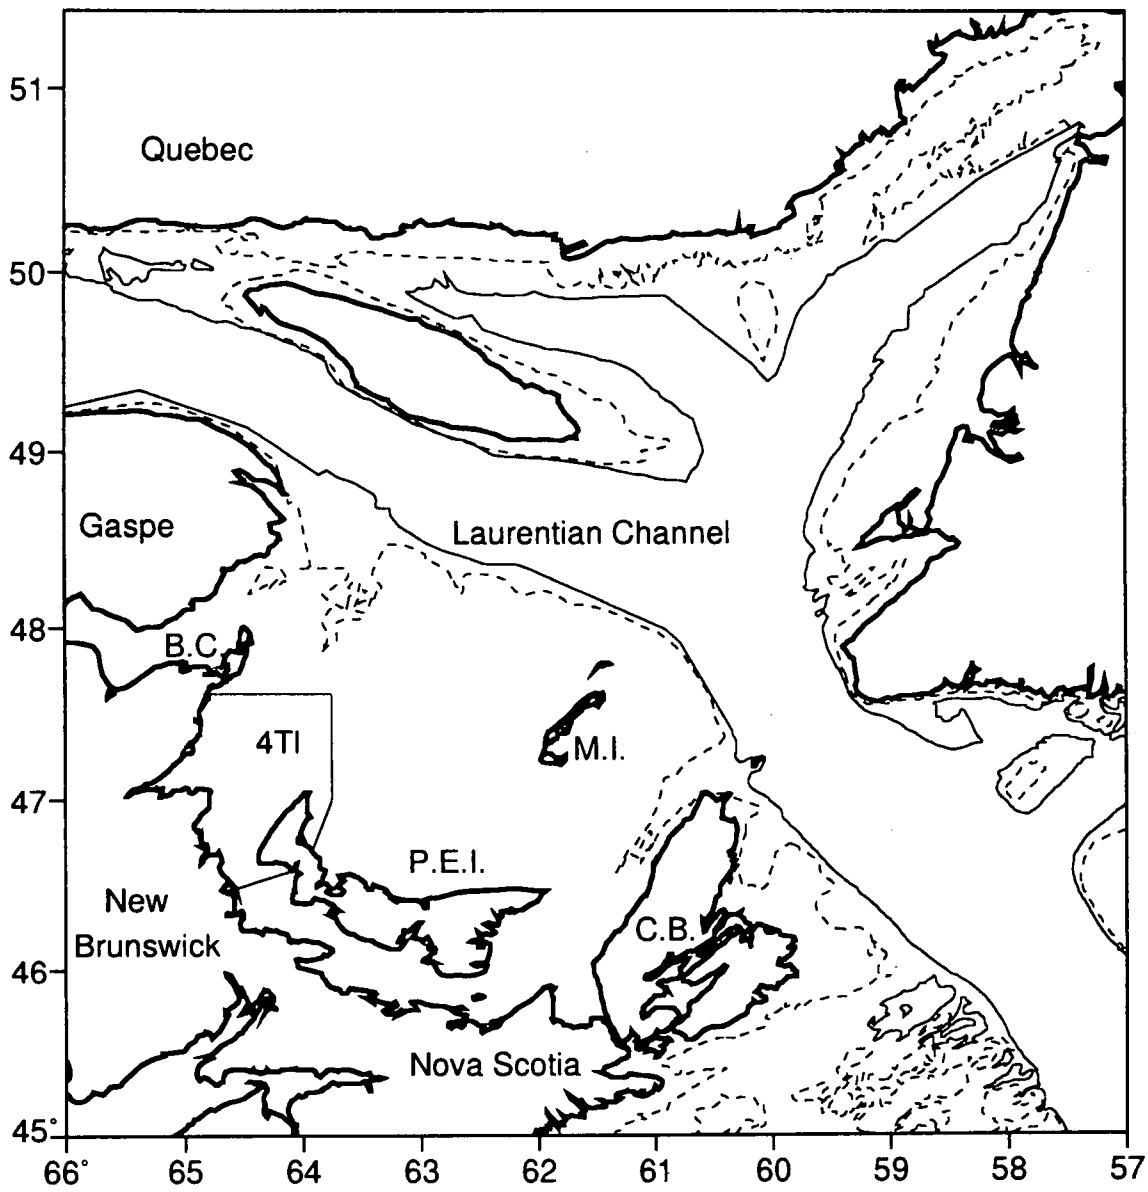 51
Quebec
50
49
Gaspe
Laurentian Channel
48
B.C.
4Tl
M.I.
47
P.E.I.
New
Brunswick
C.B.
46
Nova Scotia
45°
66° 65 64 63 62 61 60 59 58 57